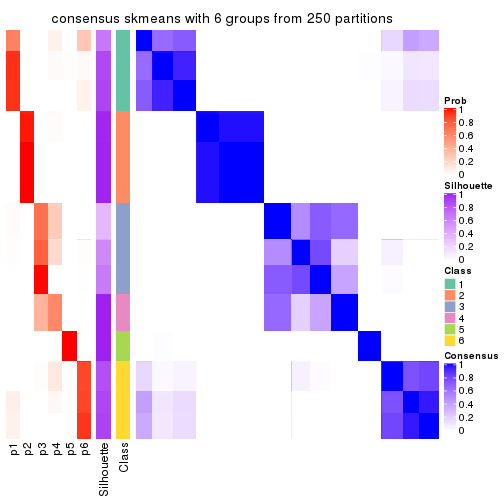 consensus skmeans with 6 groups from 250 partitions
Prob
1
0.8
0.6
0.4
0.2
0
Silhouette
1
0.8
0.6
0.4
0.2
0
Class
1
2
3
4
5
6
Consensus
1
0.8
0.6
0.4
0.2
0
p1
p2
p3
p4
p5
p6
Silhouette
Class